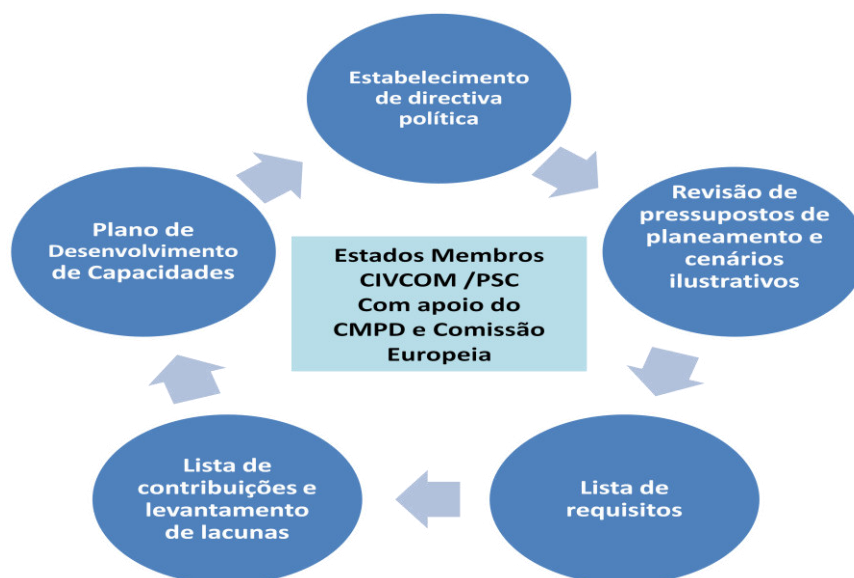 Estabelecimento
de directiva
política
Revisão de
pressupostos de
planeamento e
cenários
ilustrativos
Lista de
requisitos
Lista de
contribuições e
levantamento
de lacunas
Plano de
Desenvolvimento
de Capacidades
Estados Membros
CIVCOM /PSC
Com apoio do
CMPD e Comissão
Europeia